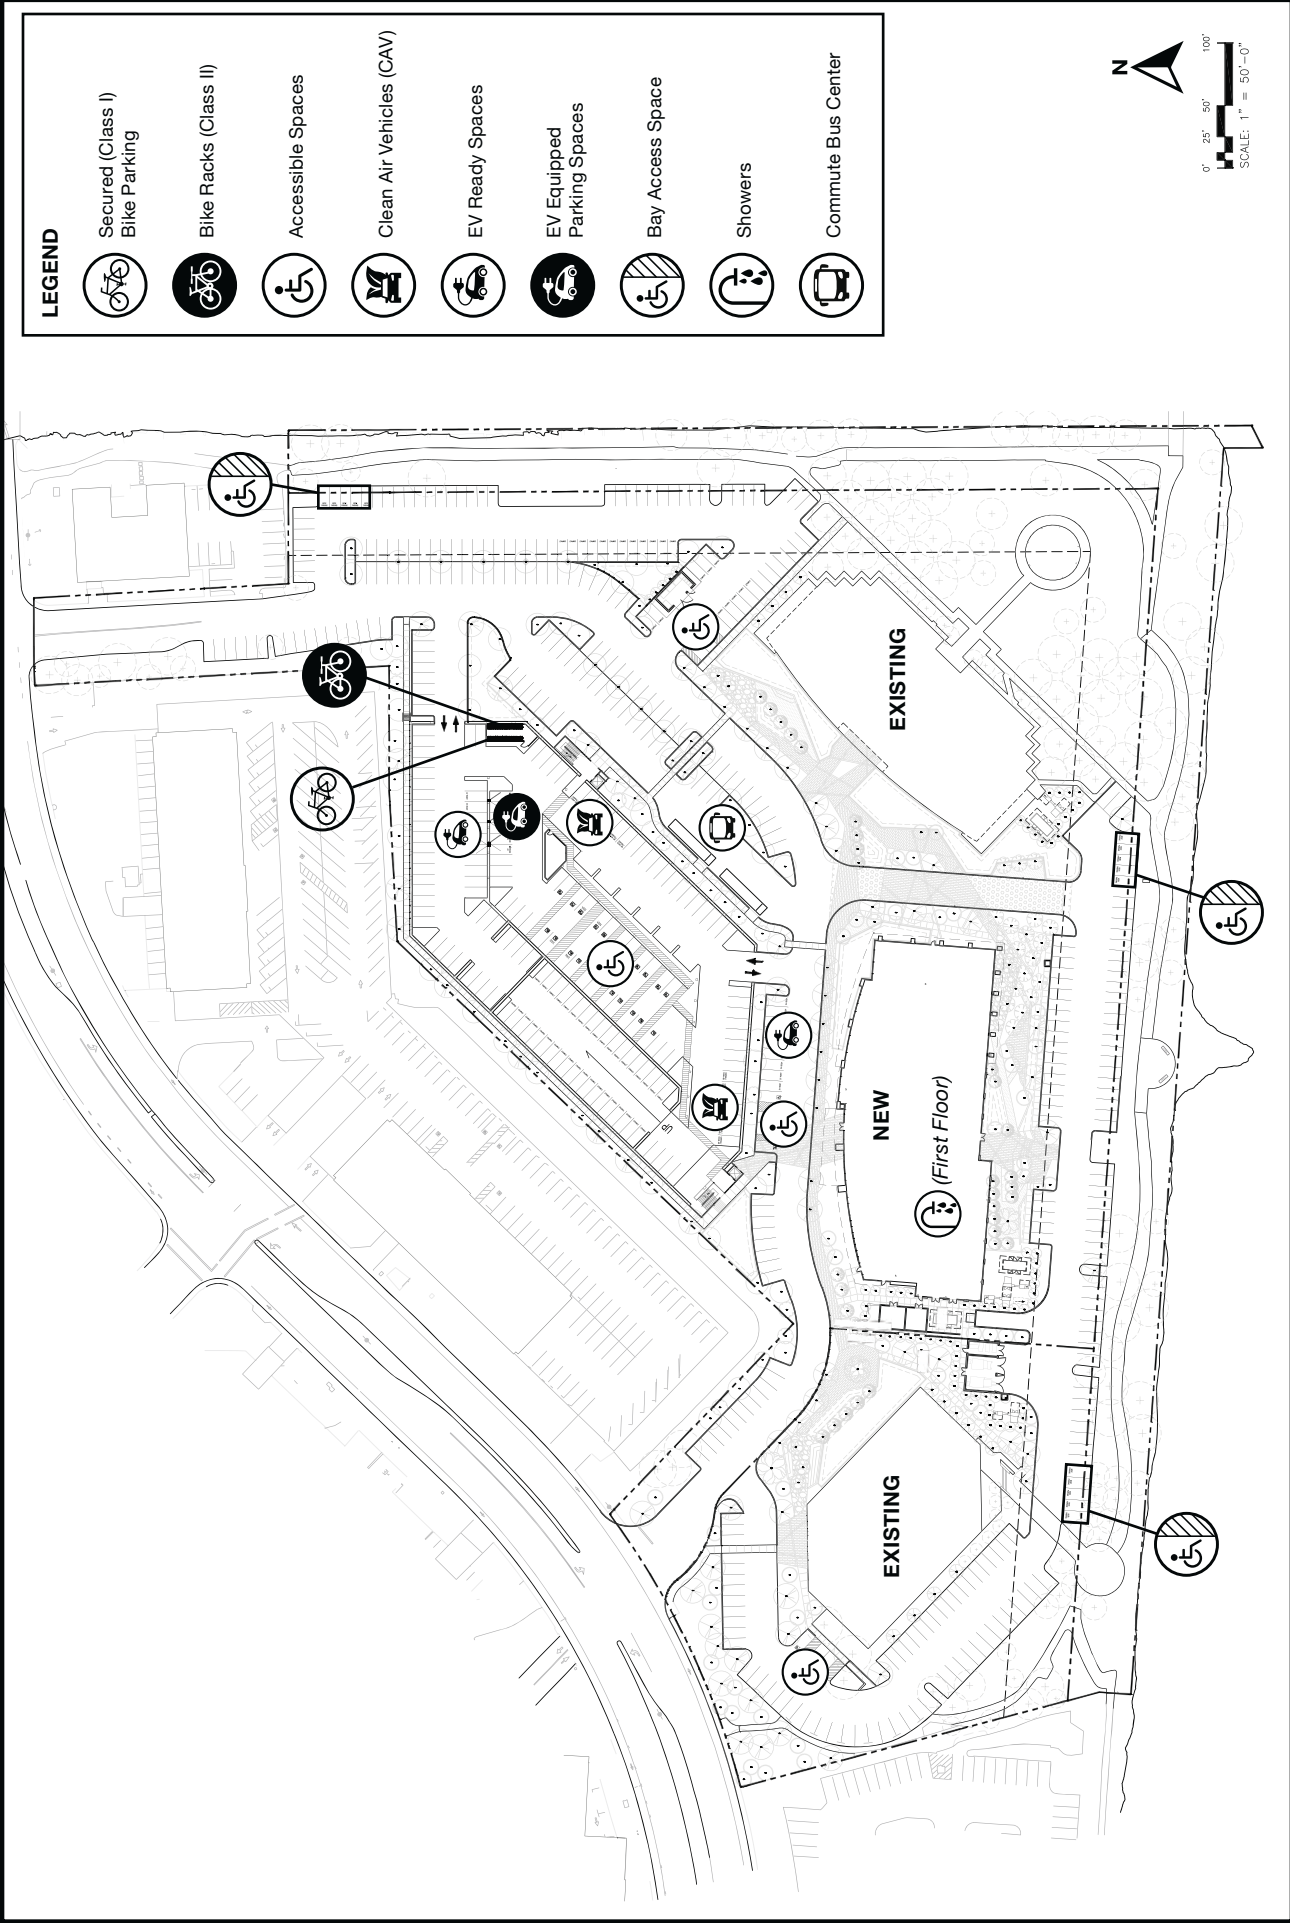 LEGEND
Secured (Class I)
Bike Parking
Bike Racks (Class II)
Accessible Spaces
Clean Air Vehicles (CAV)
EV Ready Spaces
EV Equipped
Parking Spaces
Bay Access Space
Showers
Commute Bus Center
N
0' 25' 50' 100'
SCALE: 1" = 50'-0"
EXISTING
NEW
(First Floor)
EXISTING